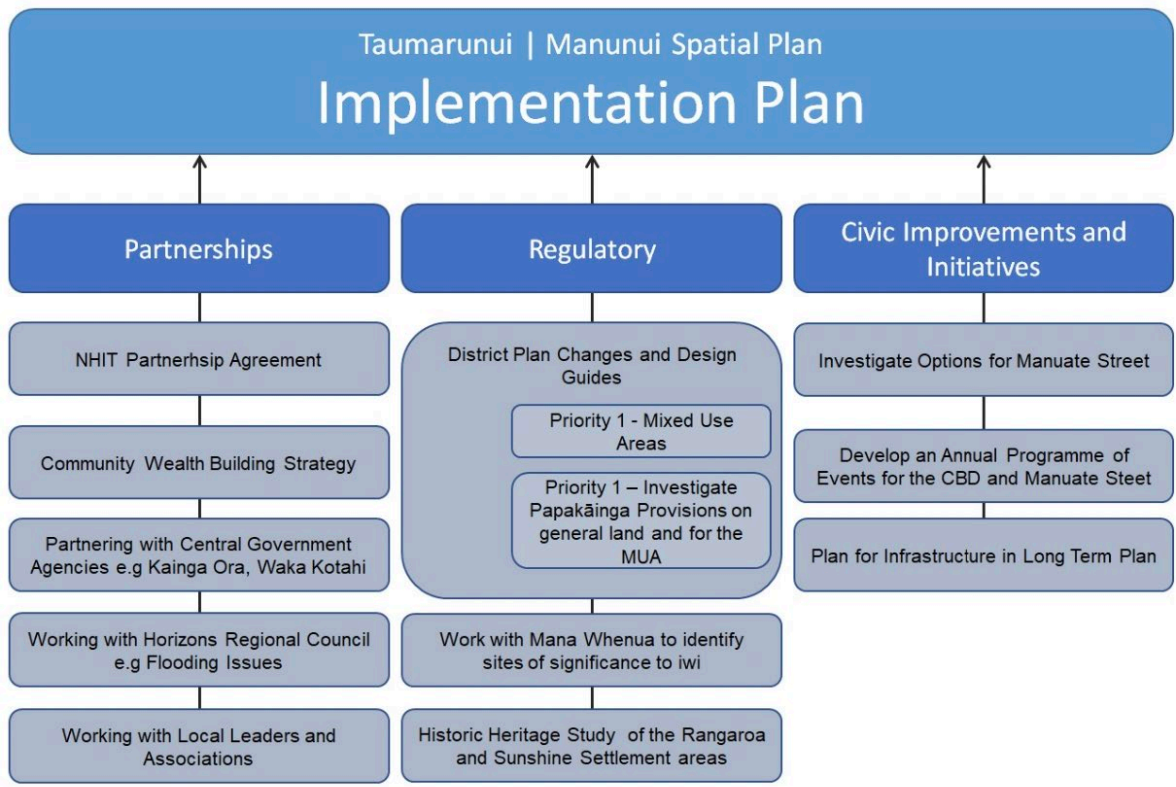 Taumarunui | Manunui Spatial Plan
Implementation Plan
Partnerships
NHIT Partnerhsip Agreement
Community Wealth Building Strategy
Partnering with Central Government
Agencies e.g Kainga Ora, Waka Kotahi
Working with Horizons Regional Council
e.g Flooding Issues
Working with Local Leaders and
Associations
Regulatory
District Plan Changes and Design
Guides
Priority 1 - Mixed Use
Areas
Priority 1 – Investigate
Papakāinga Provisions on
general land and for the
MUA
Work with Mana Whenua to identify
sites of significance to iwi
Historic Heritage Study of the Rangaroa
and Sunshine Settlement areas
Civic Improvements and
Initiatives
Investigate Options for Manuate Street
Develop an Annual Programme of
Events for the CBD and Manuate Steet
Plan for Infrastructure in Long Term Plan